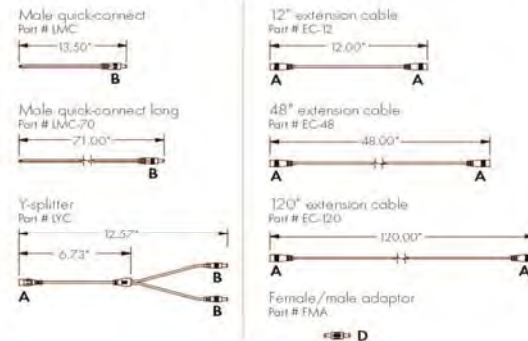 Male quick-connect
Part # LMC
13.50"
B
Male quick-connect long
Part # LMC-70
71.00"
B
Y-splitter
Part # LYC
12.57"
6.73"
B
A
B
12" extension cable
Part # EC-12
12.00"
A
A
48" extension cable
Part # EC-48
48.00"
A
A
120" extension cable
Part # EC-120
120.00"
A
A
Female/male adaptor
Part # FMA
D